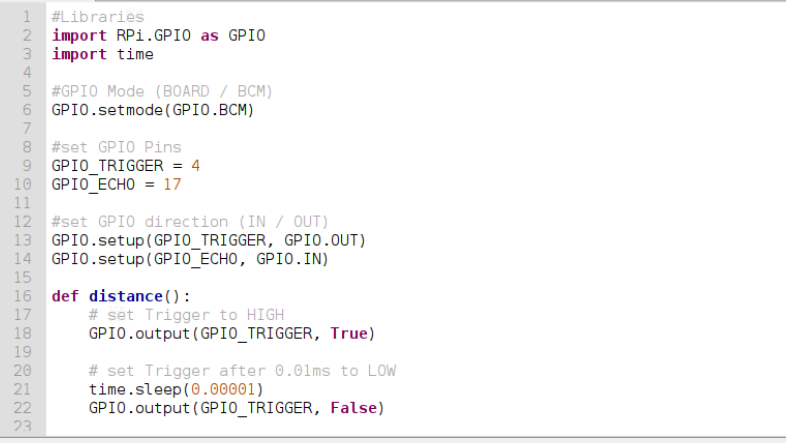 1 #Libraries
2 import RPi.GPIO as GPIO
3 import time
4
5 #GPIO Mode (BOARD / BCM)
6 GPIO.setmode(GPIO.BCM)
7
8 #set GPIO Pins
9 GPIO_TRIGGER = 4
10 GPIO_ECHO = 17
11
12 #set GPIO direction (IN / OUT)
13 GPIO.setup(GPIO_TRIGGER, GPIO.OUT)
14 GPIO.setup(GPIO_ECHO, GPIO.IN)
15
16 def distance():
17     # set Trigger to HIGH
18     GPIO.output(GPIO_TRIGGER, True)
19
20     # set Trigger after 0.01ms to LOW
21     time.sleep(0.00001)
22     GPIO.output(GPIO_TRIGGER, False)
23